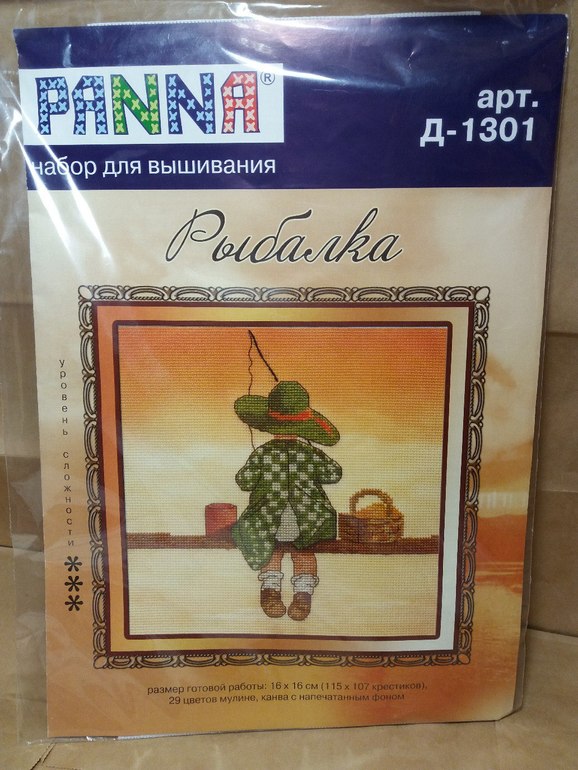 PANNA®
набор для вышивания
арт.
Д-1301
Рыбалка
уровень сложности ***
размер готовой работы: 16 х 16 см (115 х 107 крестиков),
29 цветов мулине, канва с напечатанным фоном